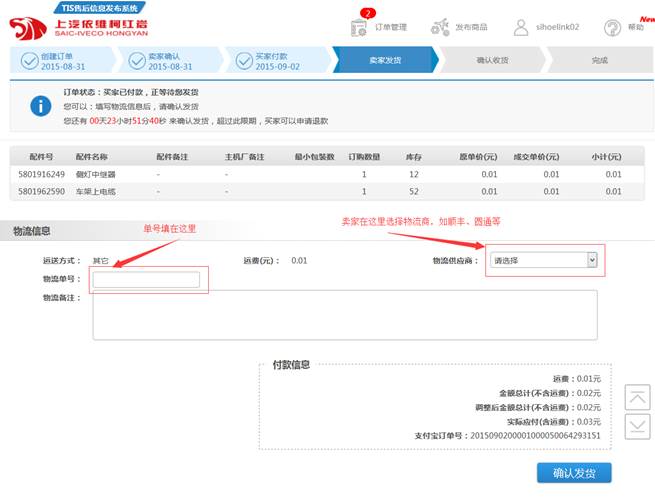 TIS售后信息发布系统
上汽依维柯红岩
SAIC-IVECO HONGYAN
2
订单管理
发布商品
sihoelink02
New
帮助
创建订单
2015-08-31
卖家确认
2015-08-31
买家付款
2015-09-02
卖家发货
确认收货
完成
订单状态：买家已付款，正等待您发货
您可以：填写物流信息后，请确认发货
您还有 00天23小时51分40秒 来确认发货，超过此限期，买家可以申请退款
配件号 配件名称 配件备注 主机厂备注 最小包装数 订购数量 库存 原单价(元) 成交单价(元) 小计(元)
5801916249 侧灯中继器 - - 1 12 0.01 0.01 0.01
5801962590 车架上电缆 - - 1 52 0.01 0.01 0.01
物流信息
单号填在这里
卖家在这里选择物流商，如顺丰、圆通等
运送方式： 其它 运费(元)： 0.01 物流供应商： 请选择
物流单号：
物流备注：
付款信息
运费：0.01元
金额总计(不含运费)：0.02元
调整后金额总计(不含运费)：0.02元
实际应付(含运费)：0.03元
支付宝订单号：2015090200001000050064293151
确认发货